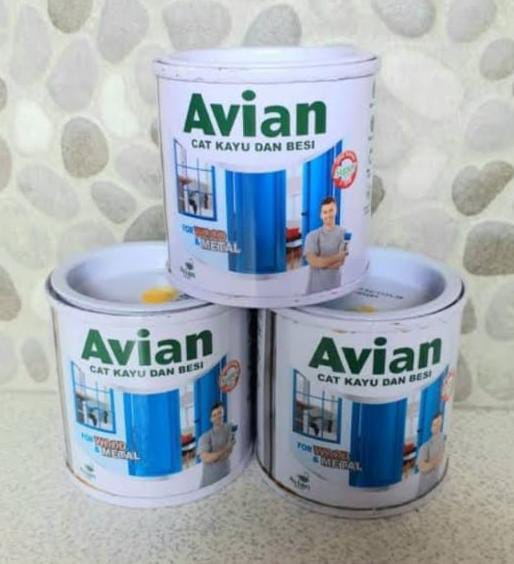 Avian
CAT KAYU DAN BESI
FOR WOOD
& METAL
Avian
CAT KAYU DAN BESI
FOR WOOD
& METAL
Avian
CAT KAYU DAN BESI
FOR WOOD
& METAL